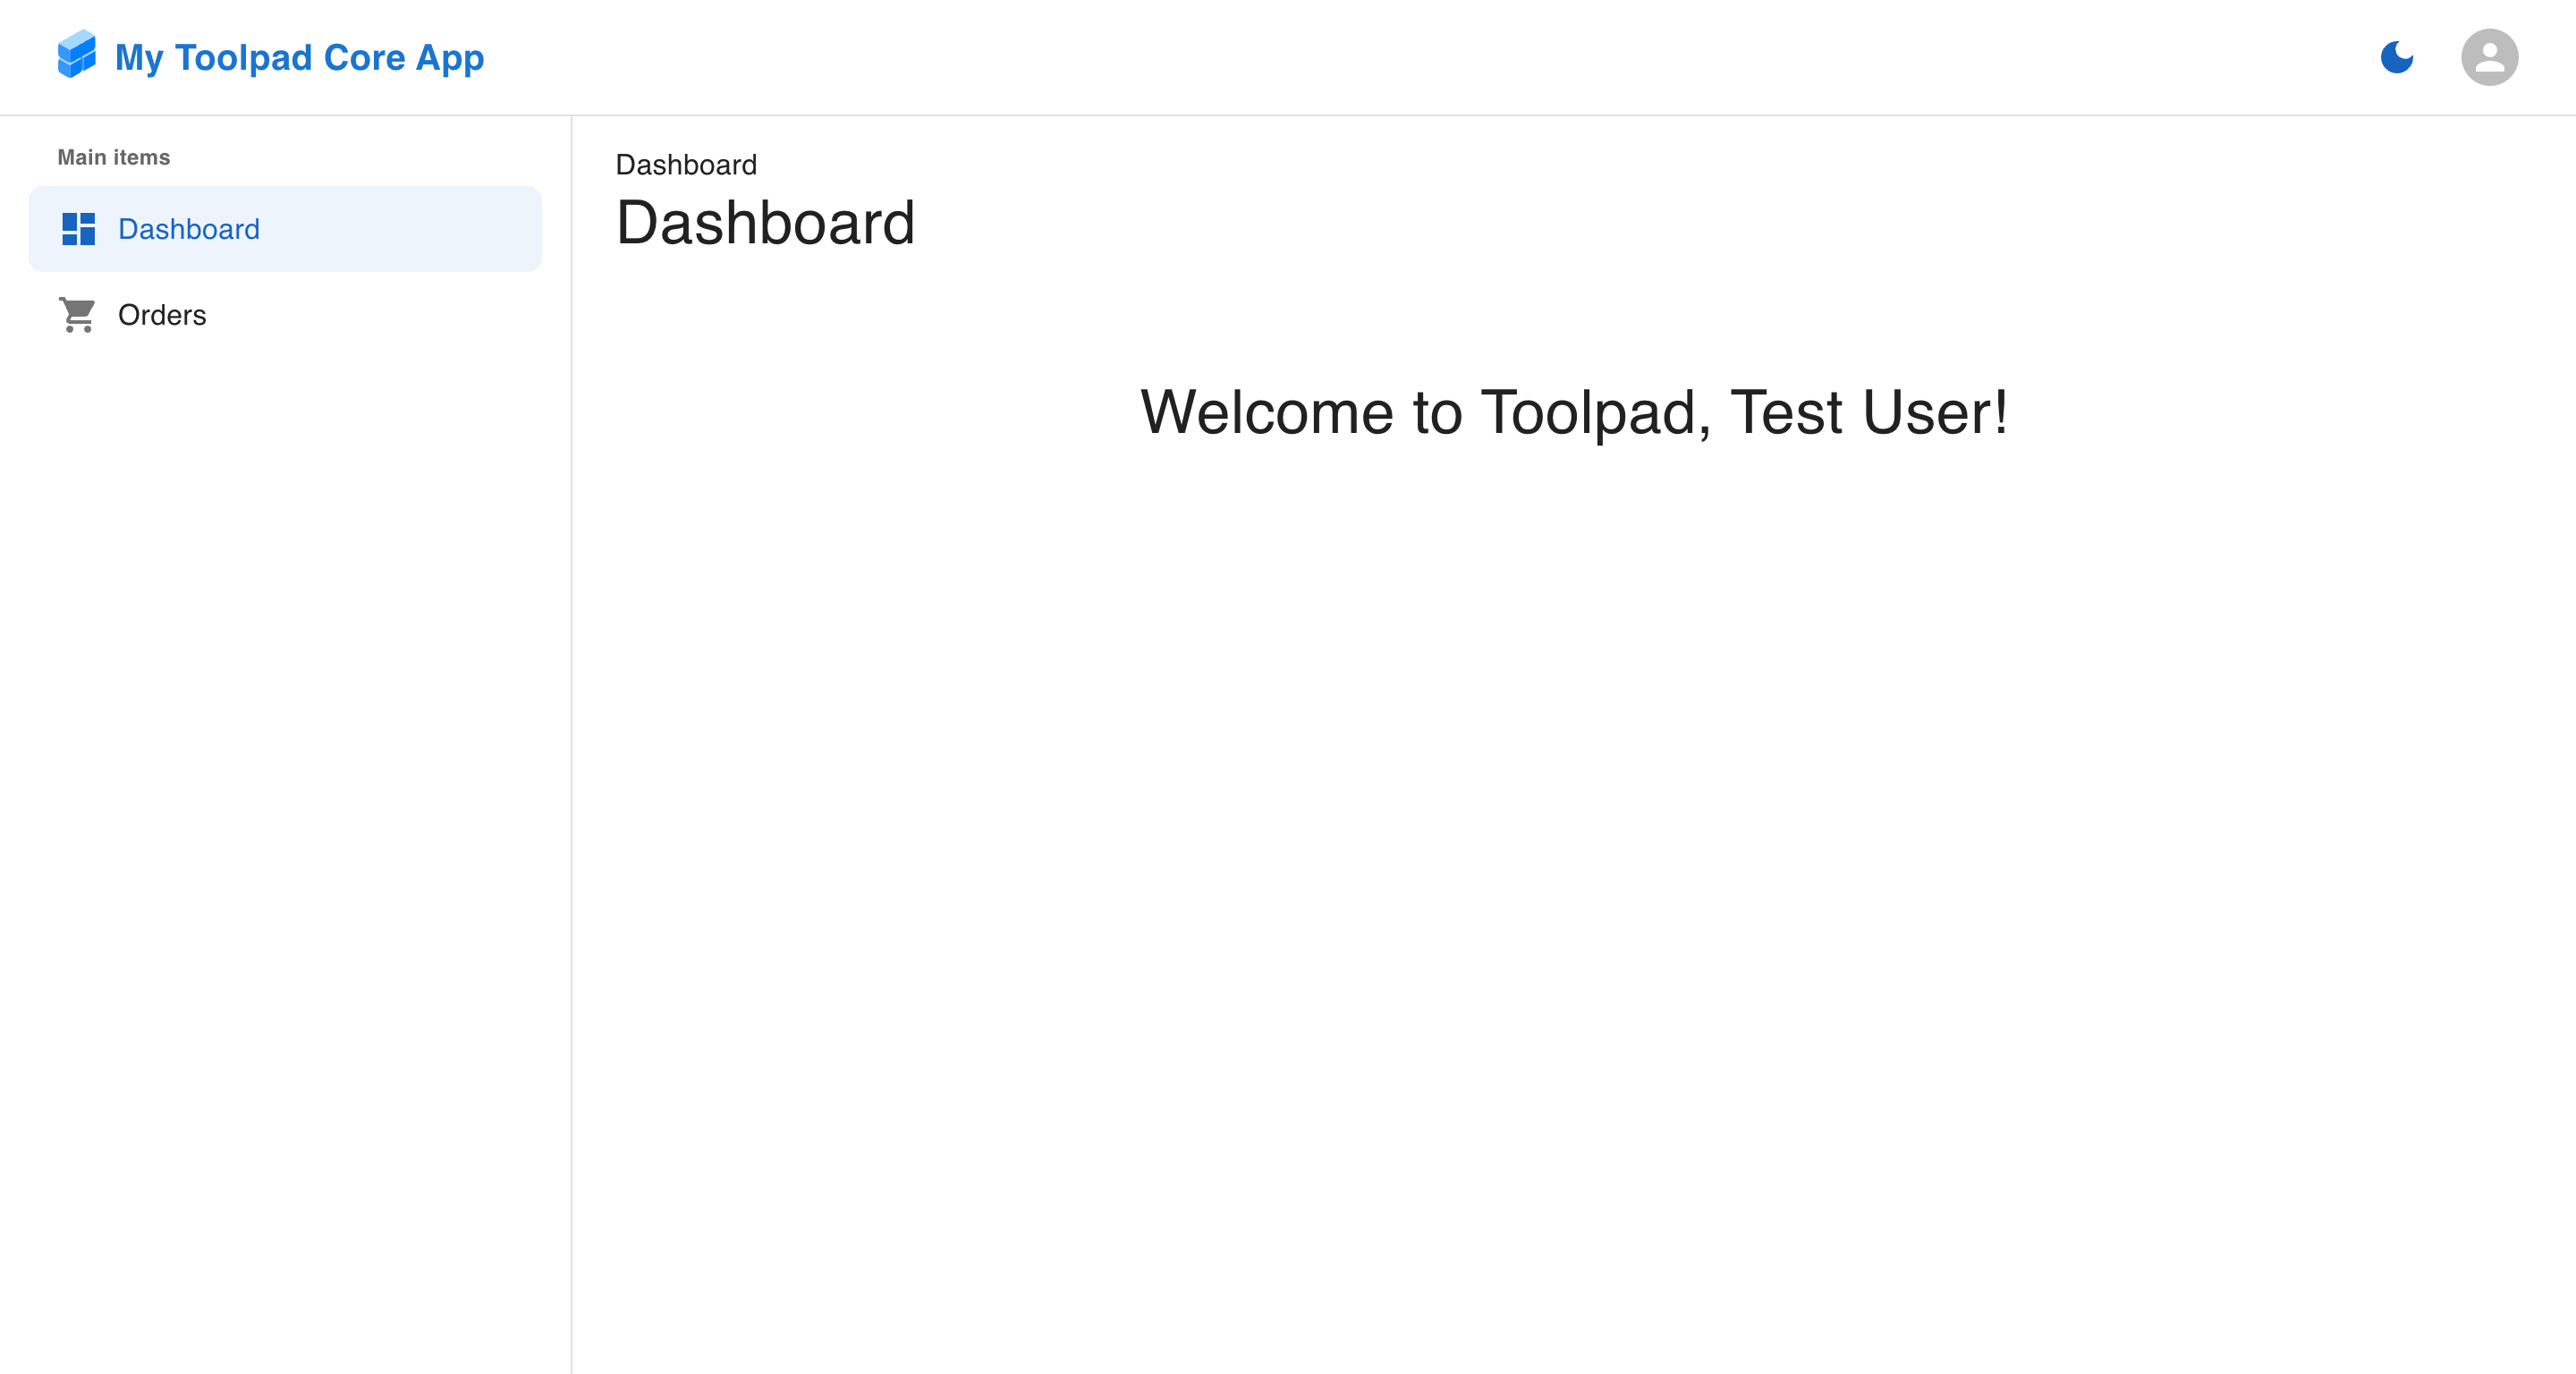 My Toolpad Core App
Main items
Dashboard
Orders
Dashboard
Dashboard
Welcome to Toolpad, Test User!